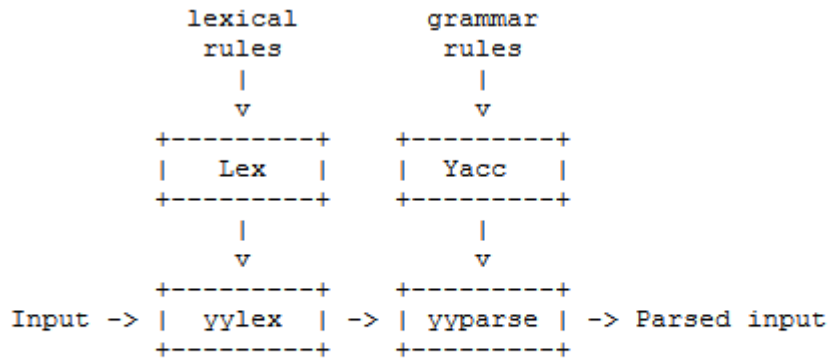 lexical        grammar
              rules          rules
                |              |
                v              v
           +---------+    +---------+
           |   Lex   |    |  Yacc   |
           +---------+    +---------+
                |              |
                v              v
           +---------+    +---------+
Input -> |  yylex  | -> | yyparse | -> Parsed input
           +---------+    +---------+